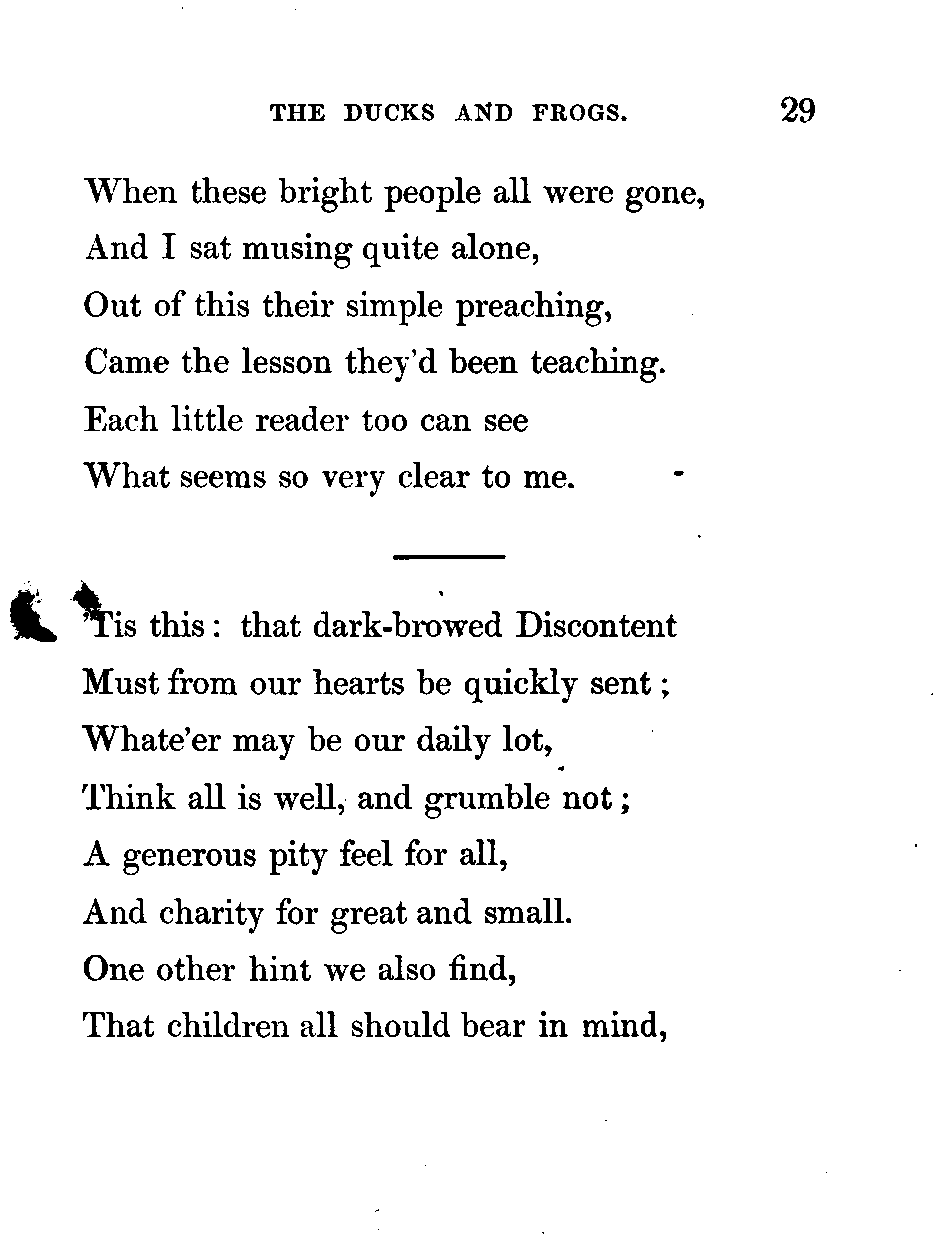 THE DUCKS AND FROGS. 29
When these bright people all were gone,
And I sat musing quite alone,
Out of this their simple preaching,
Came the lesson they'd been teaching.
Each little reader too can see
What seems so very clear to me.
'Tis this: that dark-browed Discontent
Must from our hearts be quickly sent;
Whate'er may be our daily lot,
Think all is well, and grumble not;
A generous pity feel for all,
And charity for great and small.
One other hint we also find,
That children all should bear in mind,